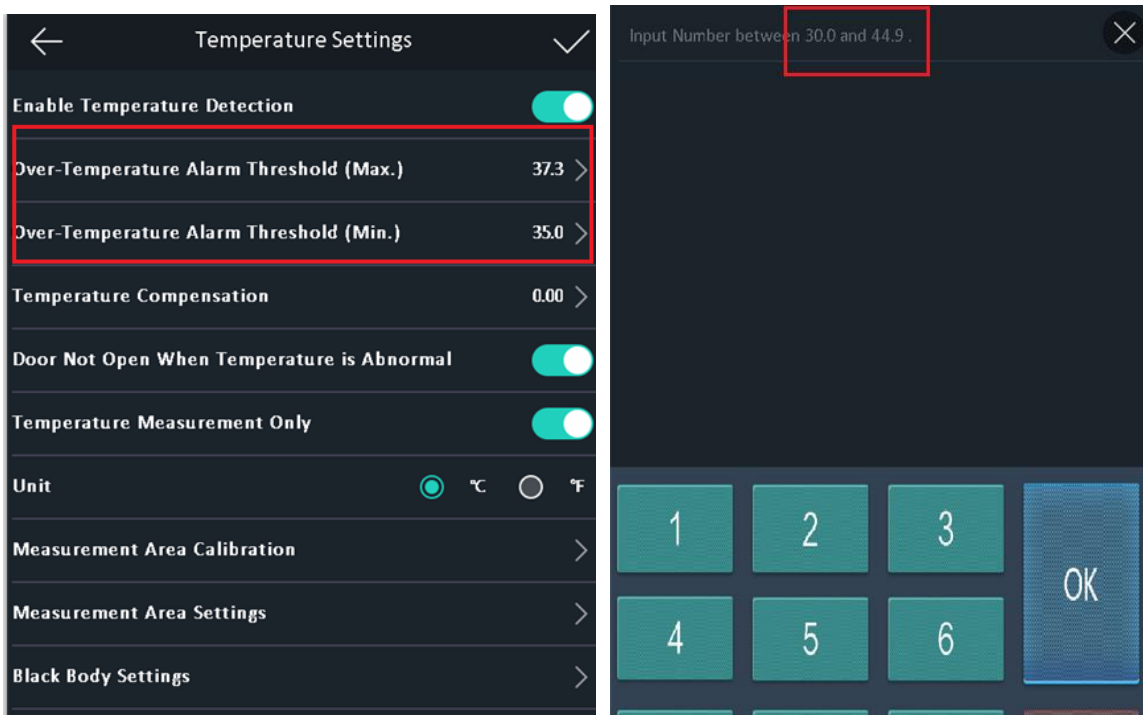 Temperature Settings
Enable Temperature Detection
Over-Temperature Alarm Threshold (Max.) 37.3
Over-Temperature Alarm Threshold (Min.) 35.0
Temperature Compensation 0.00
Door Not Open When Temperature is Abnormal
Temperature Measurement Only
Unit ℃ ℉
Measurement Area Calibration
Measurement Area Settings
Black Body Settings
Input Number between 30.0 and 44.9 .
1 2 3
OK
4 5 6